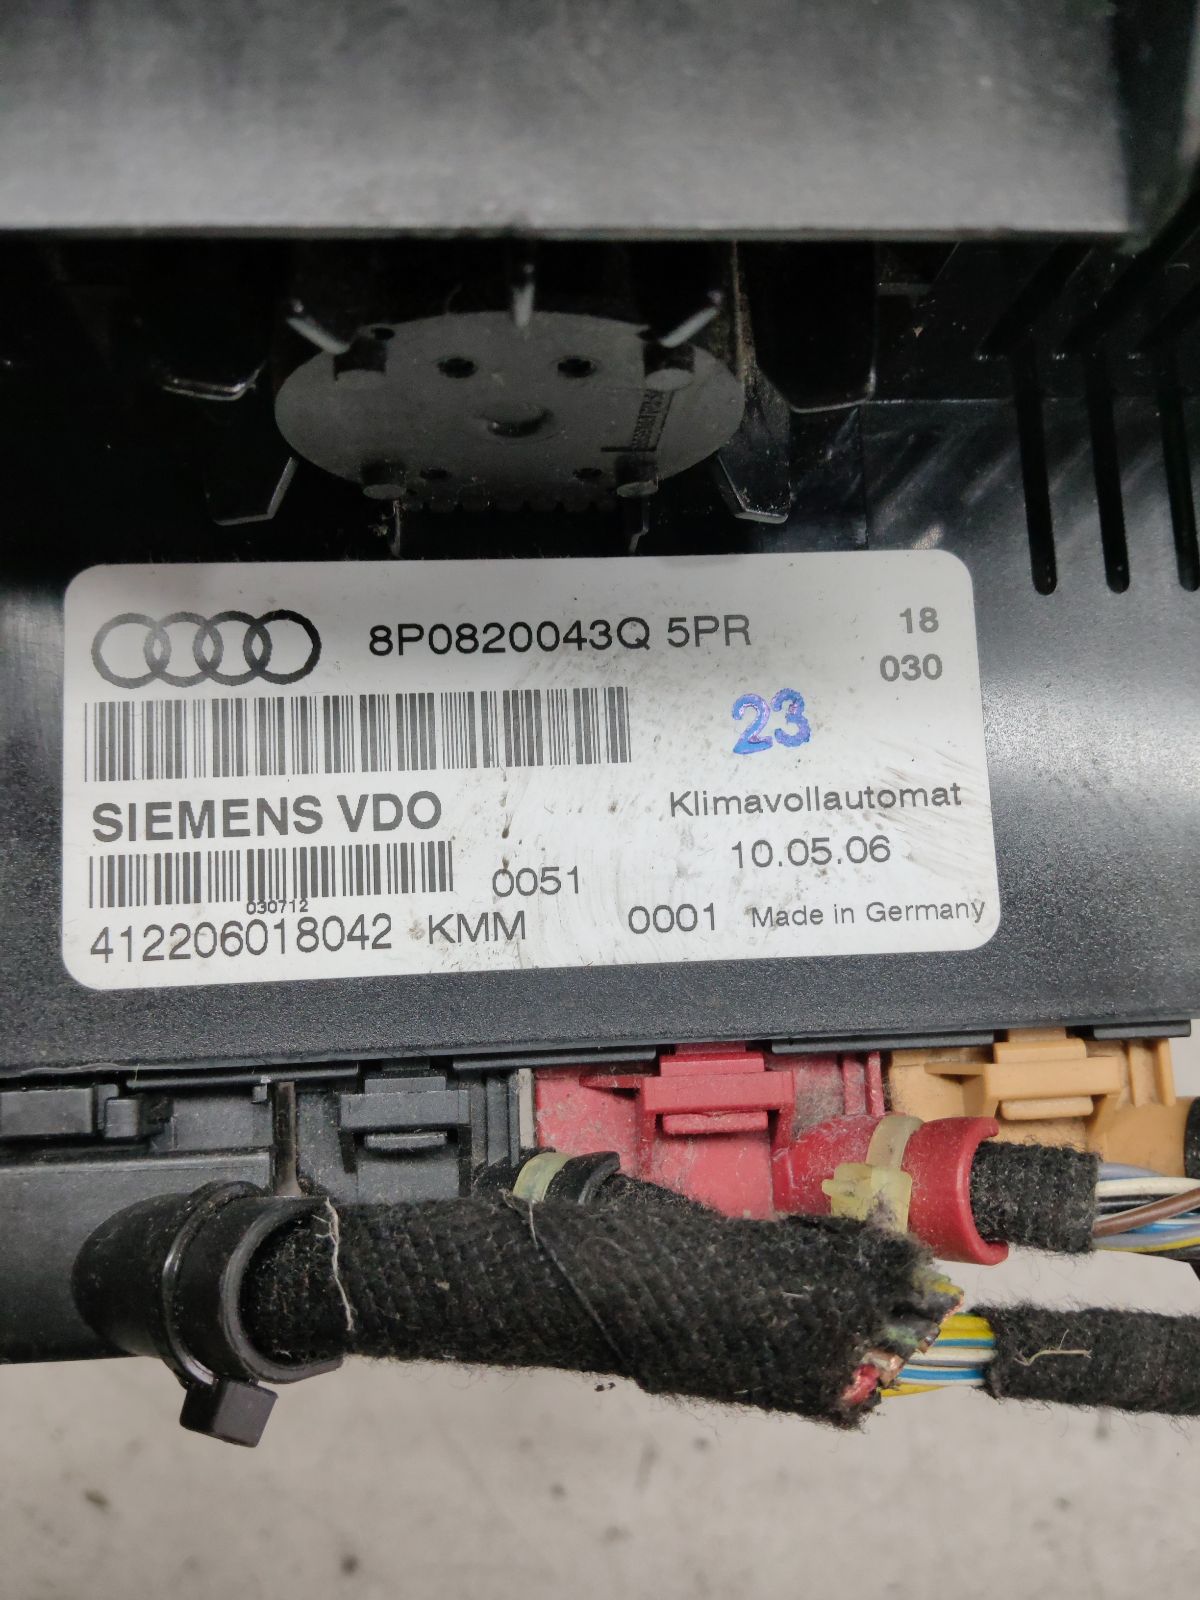 8P0820043Q 5PR
18
030
23
SIEMENS VDO
Klimavollautomat
10.05.06
0051
030712
412206018042 KMM
0001 Made in Germany